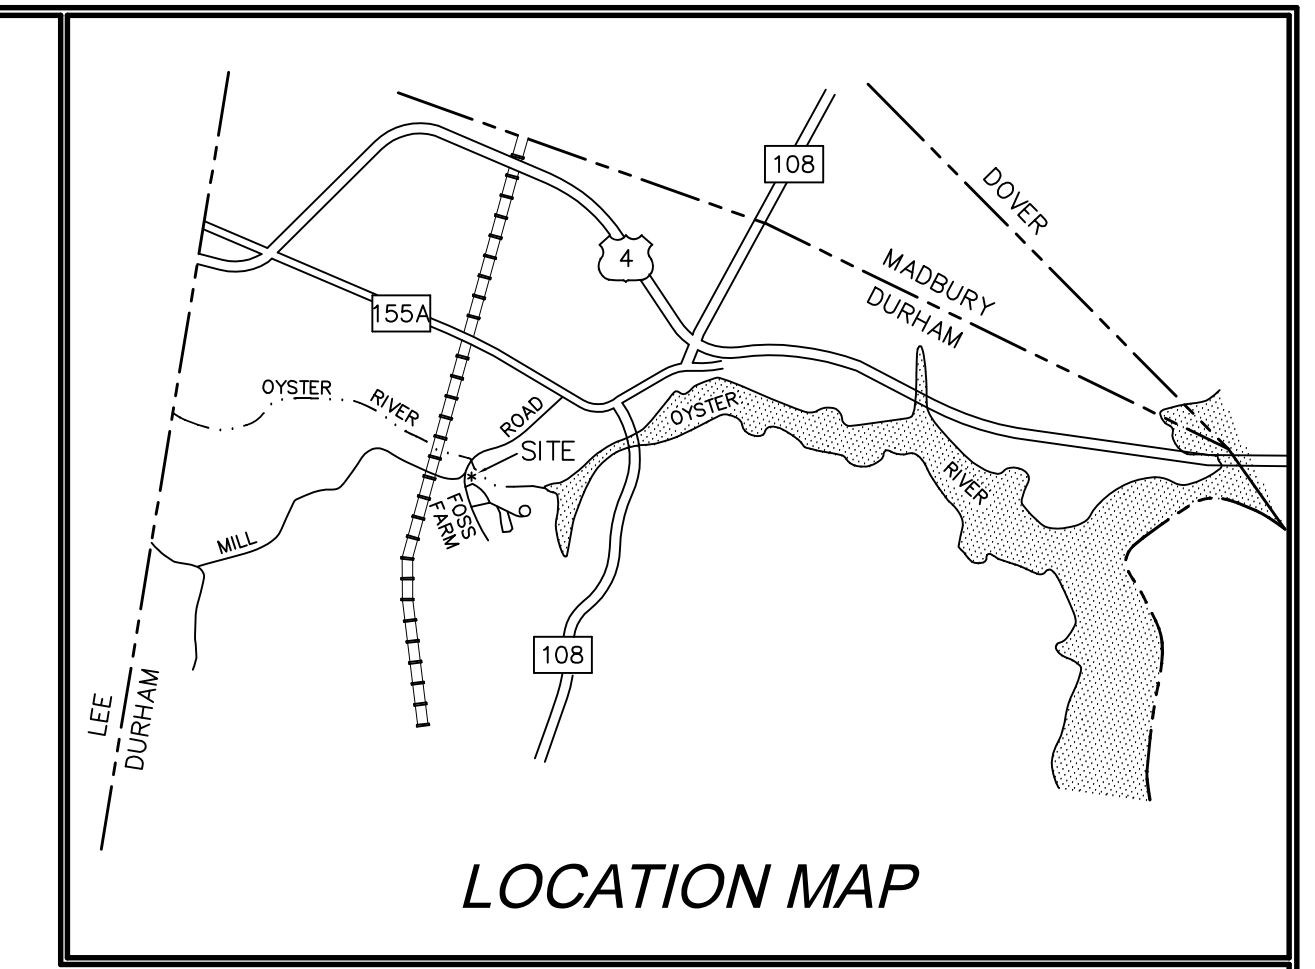 108
DOVER
4
MADBURY
DURHAM
155A
OYSTER
RIVER
ROAD
OYSTER
SITE
RIVER
FOSS
FARM
MILL
108
LEE
DURHAM
LOCATION MAP